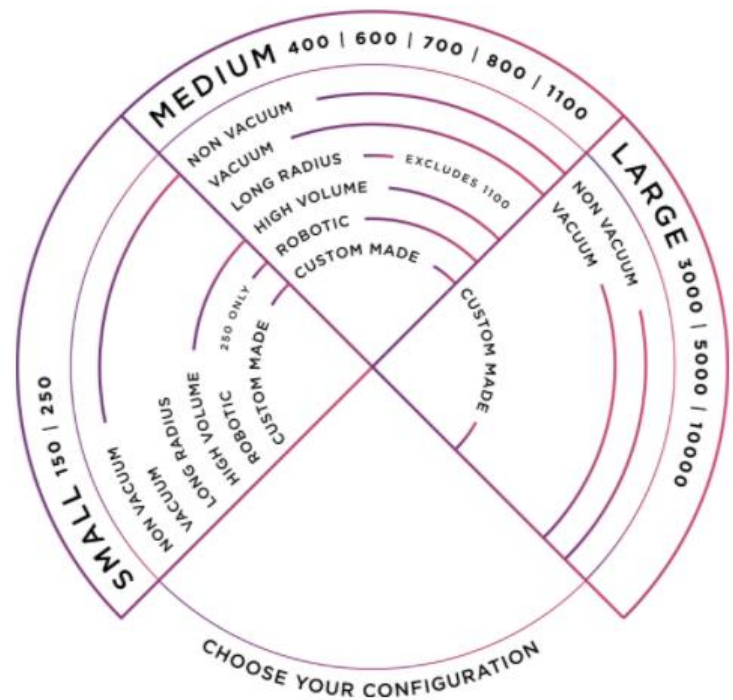 MEDIUM 400 | 600 | 700 | 800 | 1100
NON VACUUM
VACUUM
LONG RADIUS
EXCLUDES 1100
HIGH VOLUME
ROBOTIC
CUSTOM MADE
LARGE 3000 | 5000 / 10000
NON VACUUM
VACUUM
CUSTOM MADE
SMALL 150 | 250
NON VACUUM
VACUUM
LONG RADIUS
HIGH VOLUME
ROBOTIC
250 ONLY
CUSTOM MADE
CHOOSE YOUR CONFIGURATION